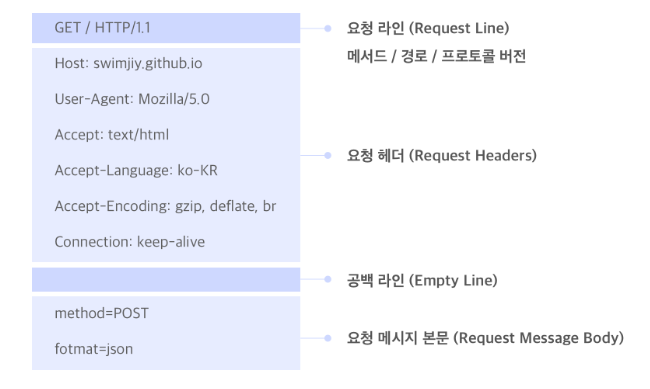 GET / HTTP/1.1
요청 라인 (Request Line)
메서드 / 경로 / 프로토콜 버전
Host: swimjiy.github.io
User-Agent: Mozilla/5.0
Accept: text/html
Accept-Language: ko-KR
Accept-Encoding: gzip, deflate, br
Connection: keep-alive
요청 헤더 (Request Headers)
공백 라인 (Empty Line)
method=POST
fotmat=json
요청 메시지 본문 (Request Message Body)